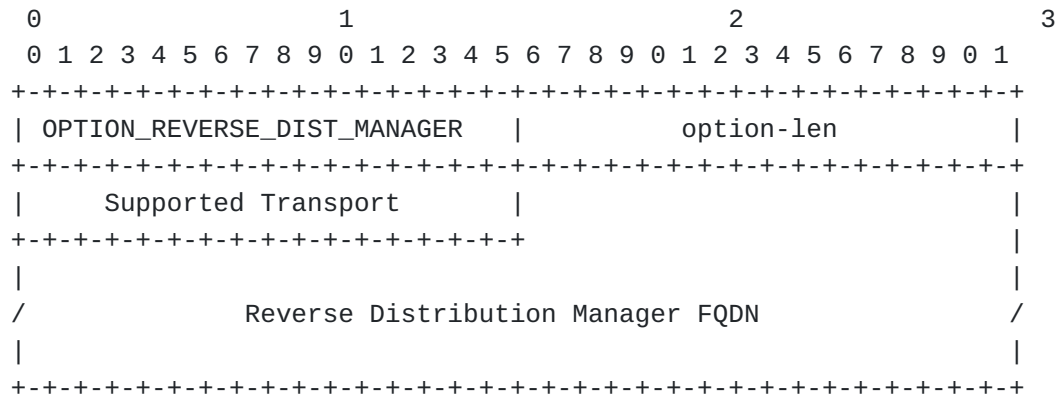 0                   1                   2                   3
0 1 2 3 4 5 6 7 8 9 0 1 2 3 4 5 6 7 8 9 0 1 2 3 4 5 6 7 8 9 0 1
+-+-+-+-+-+-+-+-+-+-+-+-+-+-+-+-+-+-+-+-+-+-+-+-+-+-+-+-+-+-+-+-+
| OPTION_REVERSE_DIST_MANAGER   |          option-len           |
+-+-+-+-+-+-+-+-+-+-+-+-+-+-+-+-+-+-+-+-+-+-+-+-+-+-+-+-+-+-+-+-+
|     Supported Transport       |                               |
+-+-+-+-+-+-+-+-+-+-+-+-+-+-+-+-+                               |
|                                                               |
/              Reverse Distribution Manager FQDN                /
|                                                               |
+-+-+-+-+-+-+-+-+-+-+-+-+-+-+-+-+-+-+-+-+-+-+-+-+-+-+-+-+-+-+-+-+